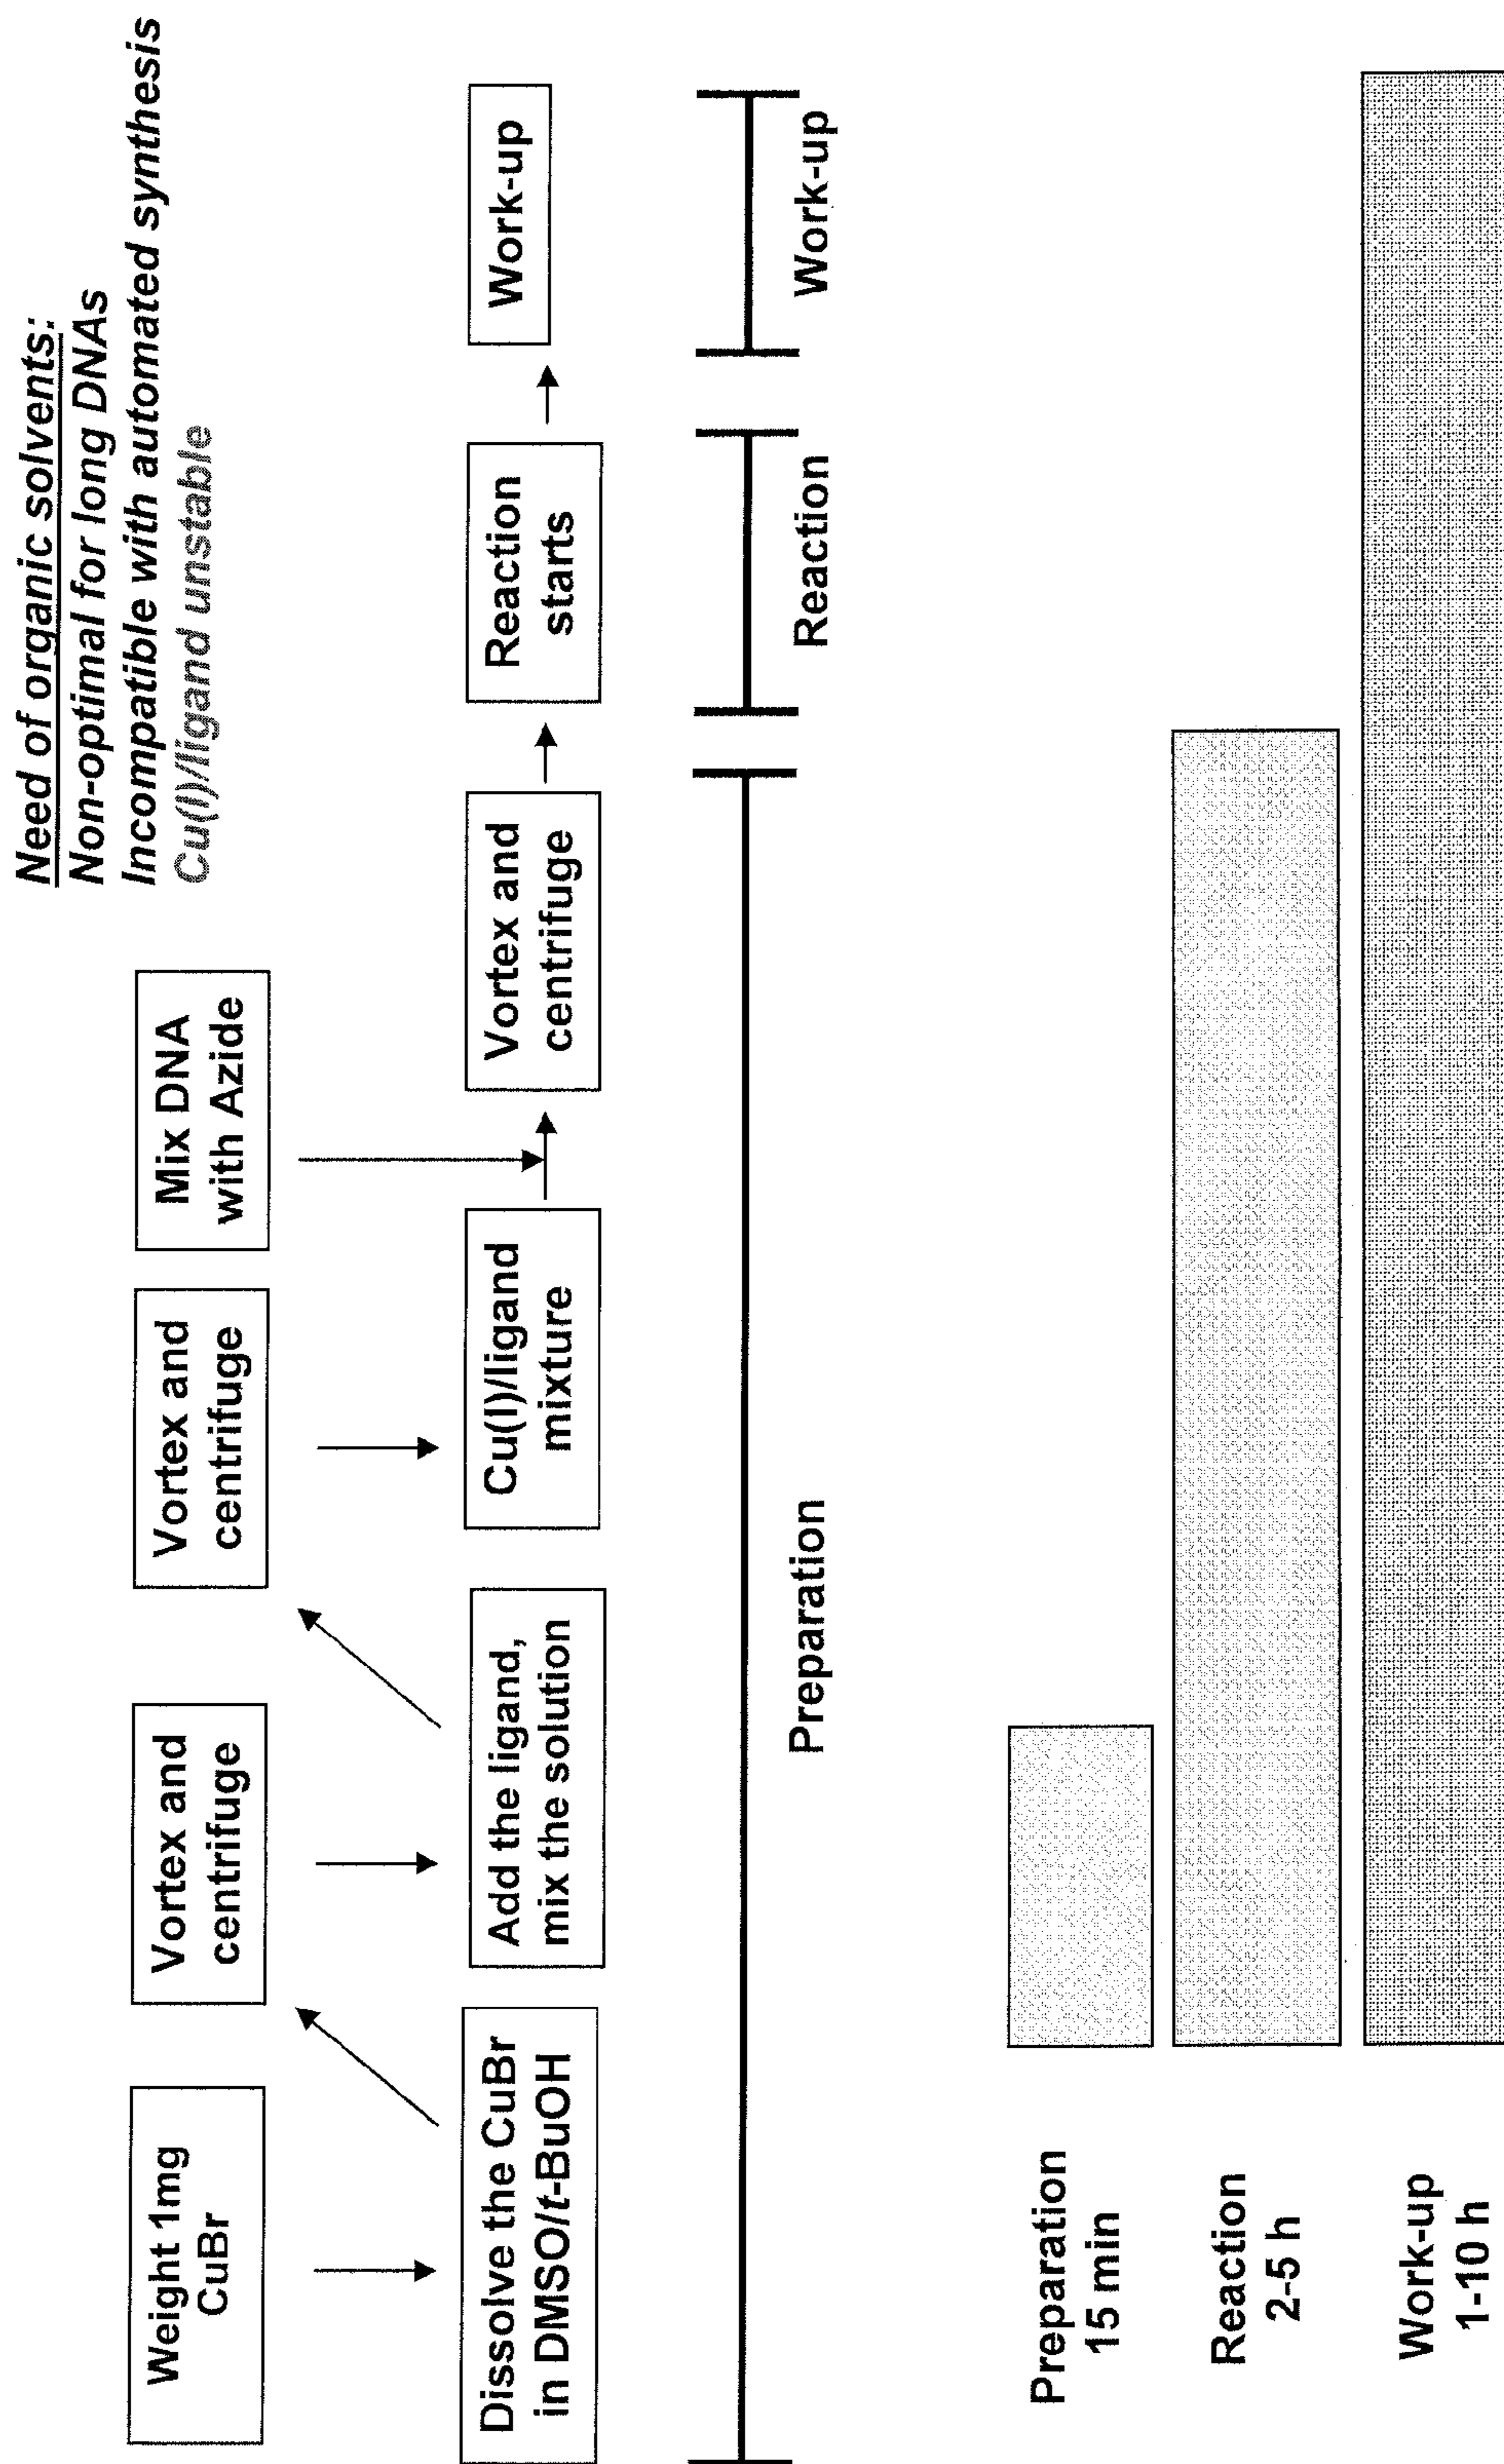 Need of organic solvents:
Non-optimal for long DNAs
Incompatible with automated synthesis
Cu(I)/ligand unstable
Weight 1mg
CuBr
Vortex and
centrifuge
Vortex and
centrifuge
Mix DNA
with Azide
Dissolve the CuBr
in DMSO/t-BuOH
Add the ligand,
mix the solution
Cu(I)/ligand
mixture
Vortex and
centrifuge
Reaction
starts
Work-up
Preparation
Reaction
Work-up
Preparation
15 min
Reaction
2-5 h
Work-up
1-10 h